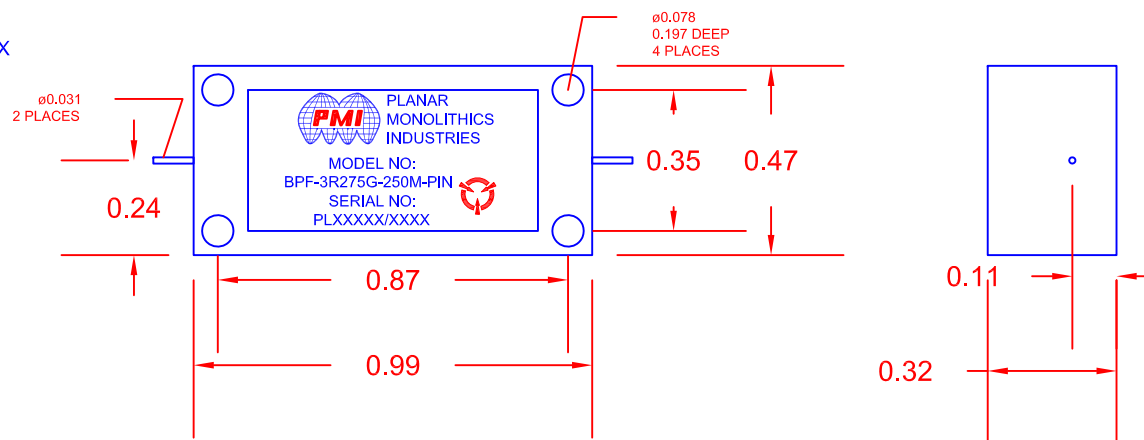 X
ø0.078
0.197 DEEP
4 PLACES
ø0.031
2 PLACES
PMI
PLANAR
MONOLITHICS
INDUSTRIES
MODEL NO:
BPF-3R275G-250M-PIN
SERIAL NO:
PLXXXXX/XXXX
0.24
0.35
0.47
0.87
0.99
0.11
0.32